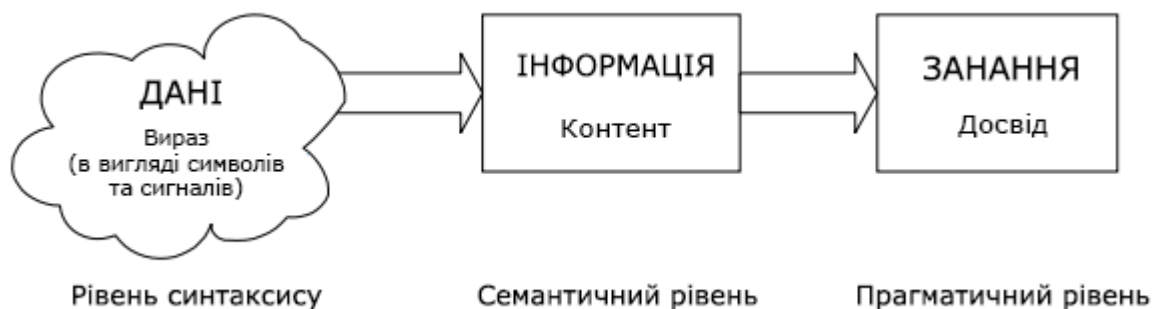 ДАНІ
Вираз
(в вигляді символів
та сигналів)
ІНФОРМАЦІЯ
Контент
ЗАНАННЯ
Досвід
Рівень синтаксису
Семантичний рівень
Прагматичний рівень